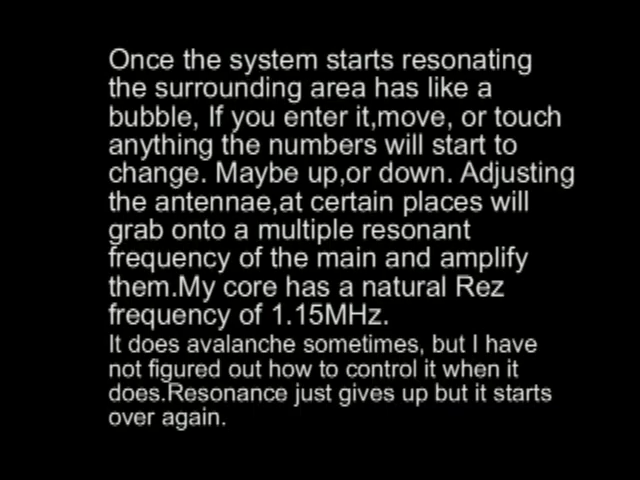 Once the system starts resonating
the surrounding area has like a
bubble, If you enter it,move, or touch
anything the numbers will start to
change. Maybe up,or down. Adjusting
the antennae,at certain places will
grab onto a multiple resonant
frequency of the main and amplify
them.My core has a natural Rez
frequency of 1.15MHz.
It does avalanche sometimes, but I have
not figured out how to control it when it
does.Resonance just gives up but it starts
over again.